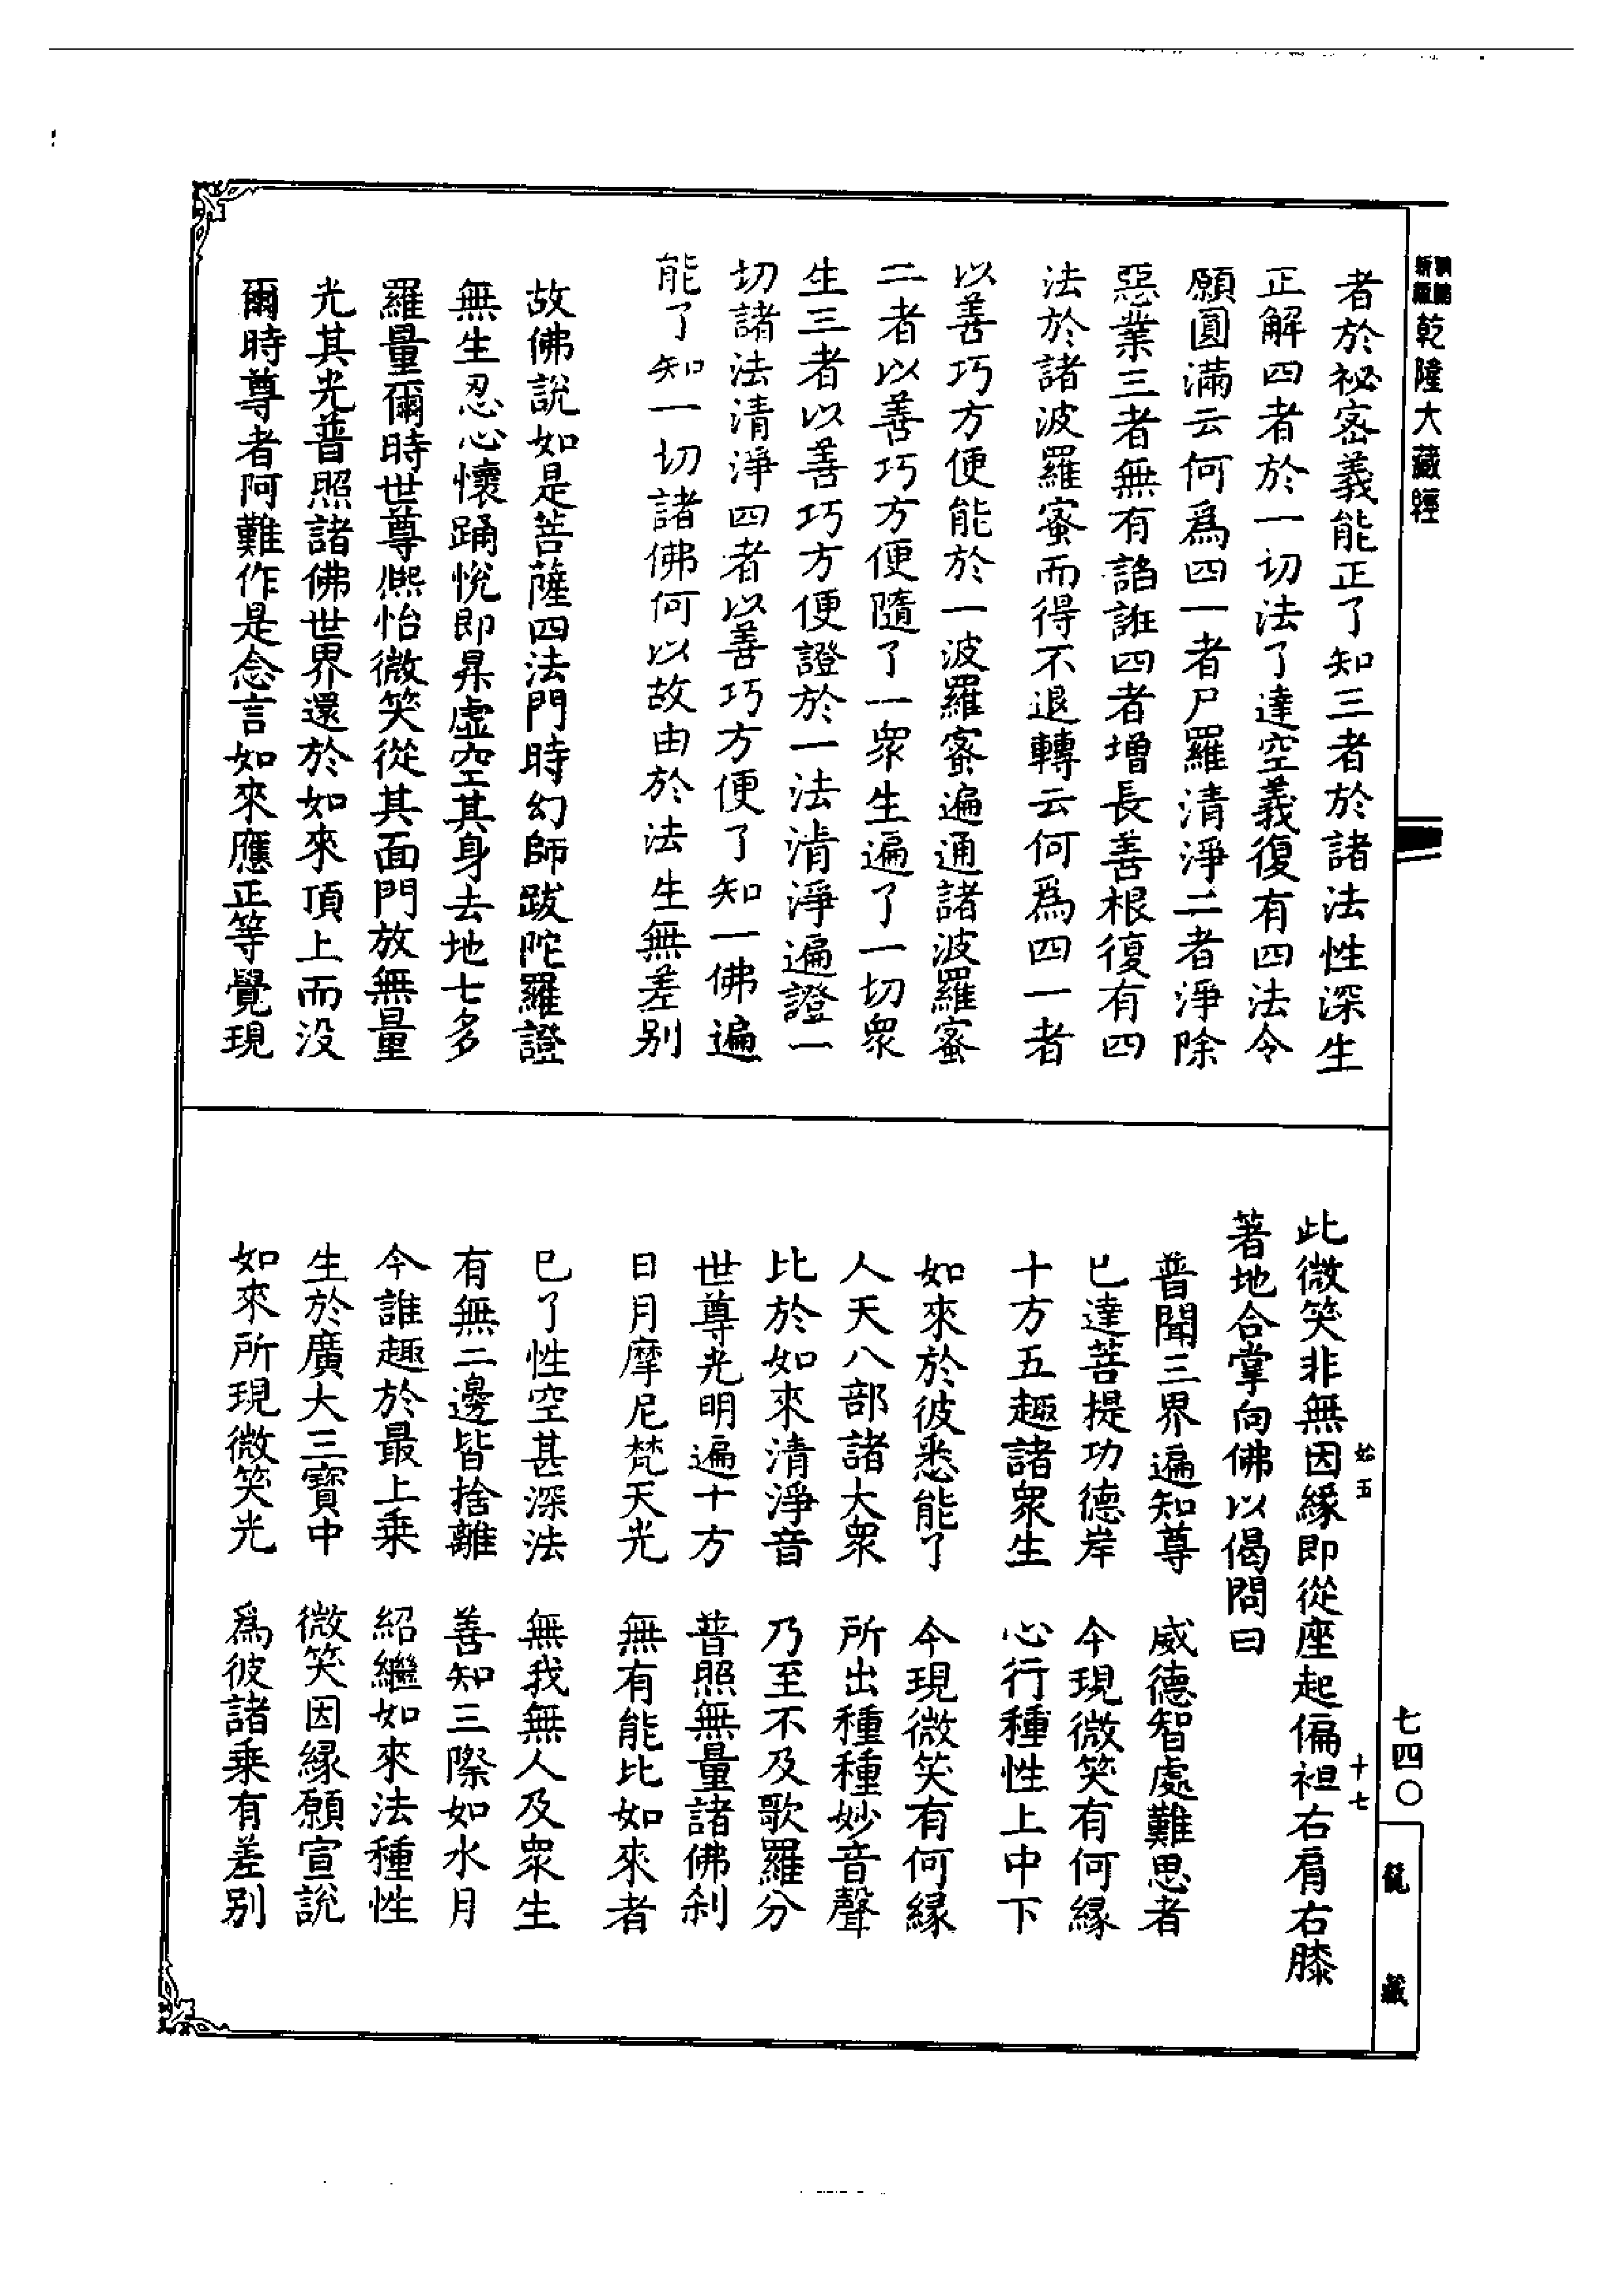 乾隆大藏經
者於祕密義能正了知三者於諸法性深生
正解四者於一切法了達空義復有四法令
願圓滿云何爲四一者尸羅清淨二者淨除
惡業三者無有諂誑四者增長善根復有四
法於諸波羅蜜而得不退轉云何爲四一者
以善巧方便能於一波羅蜜遍通諸波羅蜜
二者以善巧方便隨了一衆生遍了一切衆
生三者以善巧方便證於一法清淨遍證一
切諸法清淨四者以善巧方便了知一佛遍
能了知一切諸佛何以故由於法生無差别
故佛說如是菩薩四法門時幻師跋陀羅證
無生忍心懷踊悅即昇虛空其身去地七多
羅量爾時世尊熈怡微笑從其面門放無量
光其光普照諸佛世界還於如來頂上而没
爾時尊者阿難作是念言如來應正等覺現
此微笑非無因緣即從座起偏袒右肩右膝
著地合掌向佛以偈問曰
普聞三界遍知尊 威德智處難思者
已達菩提功德岸 今現微笑有何緣
十方五趣諸衆生 心行種性上中下
如來於彼悉能了 今現微笑有何緣
人天八部諸大衆 所出種種妙音聲
比於如來清淨音 乃至不及歌羅分
世尊光明遍十方 普照無量諸佛刹
日月摩尼梵天光 無有能比如來者
已了性空甚深法 無我無人及衆生
有無二邊皆捨離 善知三際如水月
今誰趣於最上乗 紹繼如來法種性
生於廣大三寶中 微笑因緣願宣說
如來所現微笑光 爲彼諸乗有差别
始五
十七
七四〇
龍藏